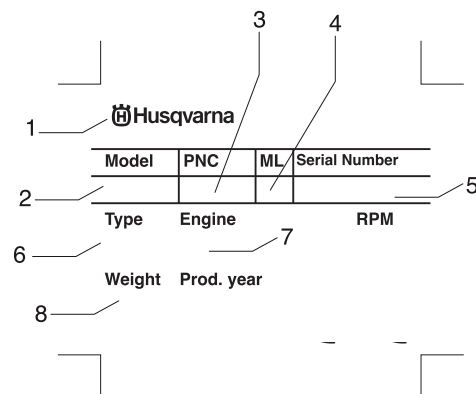 3 4
1 Husqvarna
Model PNC ML Serial Number
2 5
Type Engine RPM
6 7
Weight Prod. year
8